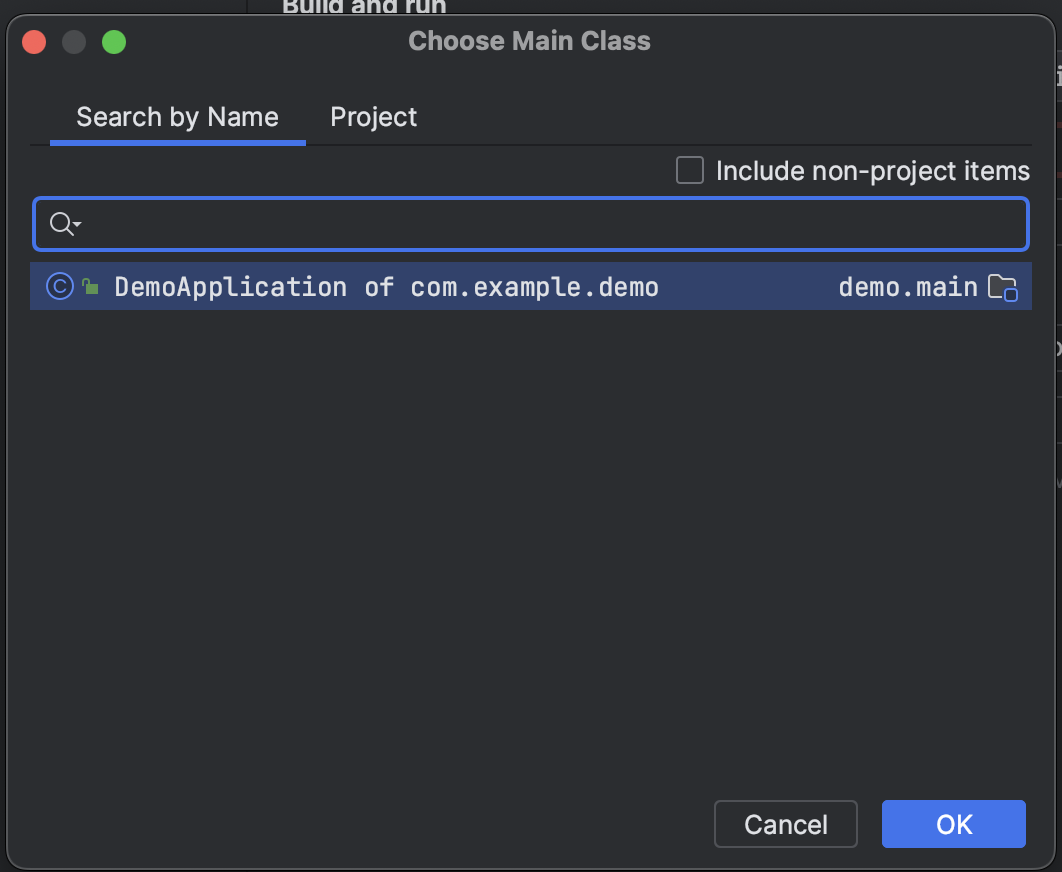 Build and run
Choose Main Class
Search by Name Project
Include non-project items
DemoApplication of com.example.demo demo.main
Cancel OK